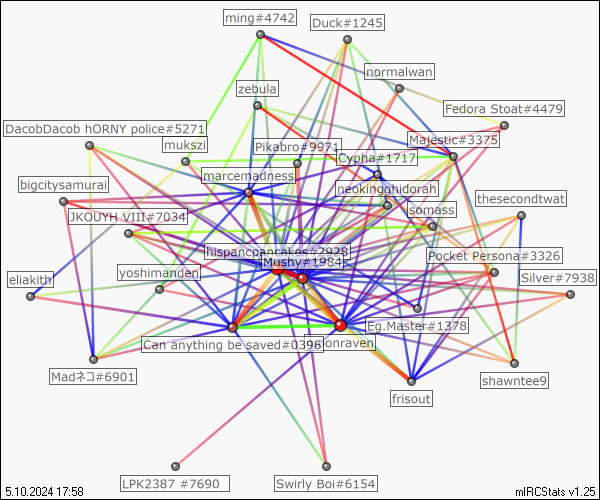 ming#4742
Duck#1245
normalwan
zebula
Fedora Stoat#4479
DacobDacob hORNY police#5271
mukszi
Pikabro#9971
Majestic#3375
Cypha#1717
marcemadness
bigcitysamurai
neokingghidorah
thesecondtwat
JKOUYH VIII#7034
somass
hispancpancakes#2928
Mushy#1984
Pocket Persona#3326
eliakith
yoshimanden
Silver#7938
Eg.Master#1378
Can anything be saved#0396
onraven
Madネコ#6901
shawntee9
frisout
LPK2387 #7690
Swirly Boi#6154
5.10.2024 17:58
mIRCStats v1.25